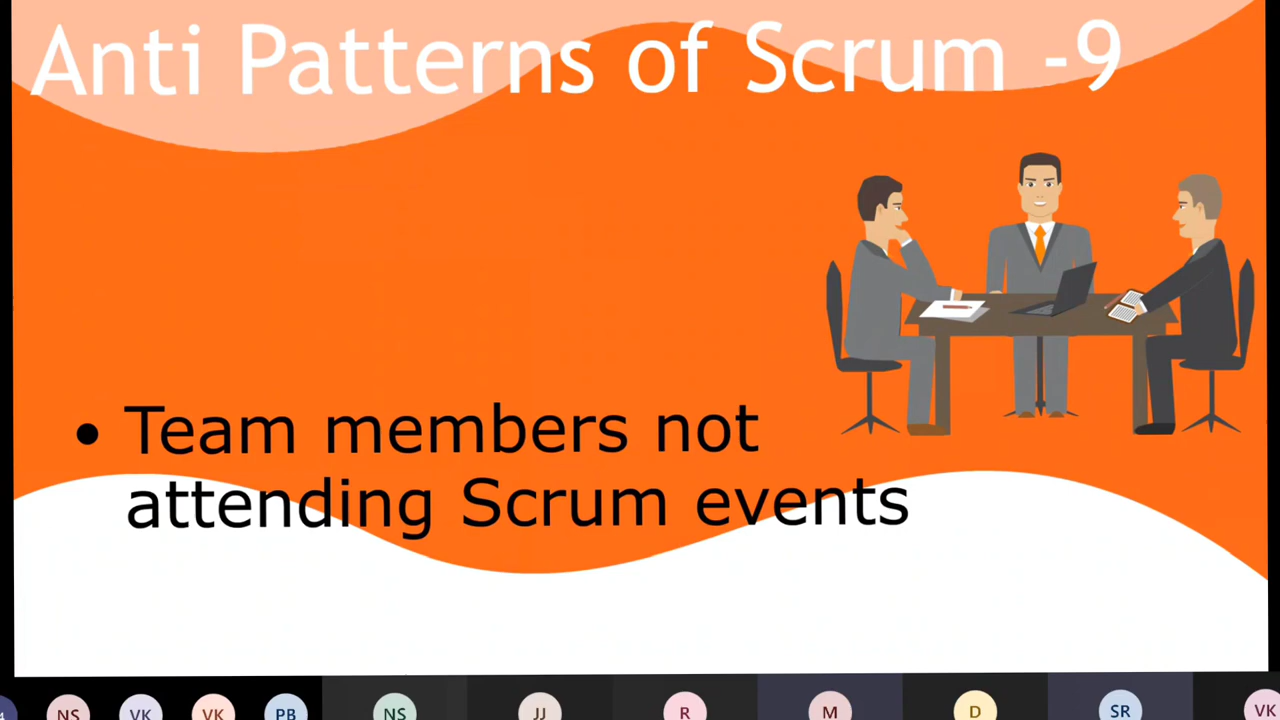 Anti Patterns of Scrum -9
• Team members not
attending Scrum events
4 NS VK VK PB NS JJ R M D SR VK